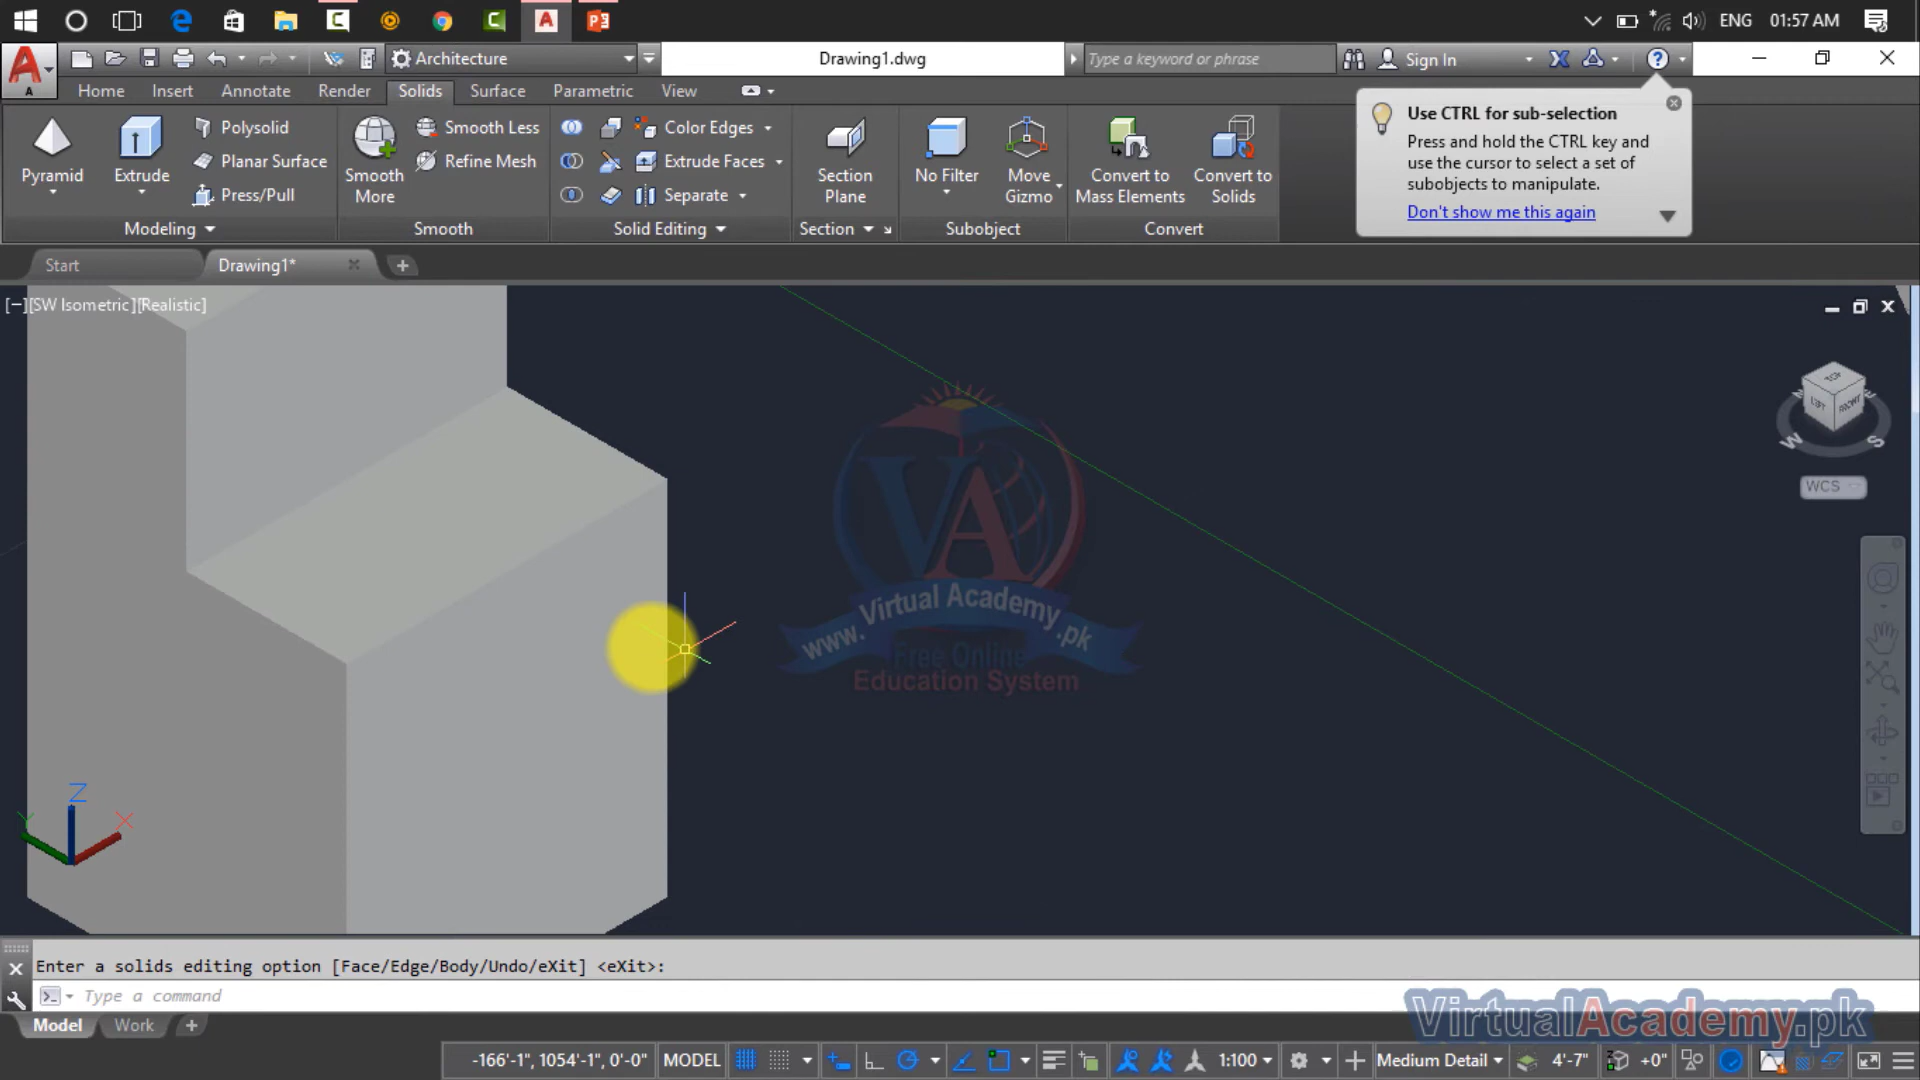 ENG 01:57 AM
Architecture
Drawing1.dwg
Type a keyword or phrase
Sign In
A
Home Insert Annotate Render Solids Surface Parametric View
Use CTRL for sub-selection
Press and hold the CTRL key and
use the cursor to select a set of
subobjects to manipulate.
Don't show me this again
Pyramid
Extrude
Polysolid
Planar Surface
Press/Pull
Smooth
More
Smooth Less
Refine Mesh
Color Edges
Extrude Faces
Separate
Section
Plane
No Filter
Move
Gizmo
Convert to
Mass Elements
Convert to
Solids
Modeling
Smooth
Solid Editing
Section
Subobject
Convert
Start
Drawing1*
[−][SW Isometric][Realistic]
TOP
LEFT
FRONT
W
S
WCS
VA
www.VirtualAcademy.pk
Free Online
Education System
Z
Y
X
Enter a solids editing option [Face/Edge/Body/Undo/eXit] <eXit>:
Type a command
VirtualAcademy.pk
Model
Work
-166'-1", 1054'-1", 0'-0"
MODEL
1:100
Medium Detail
4'-7"
+0"